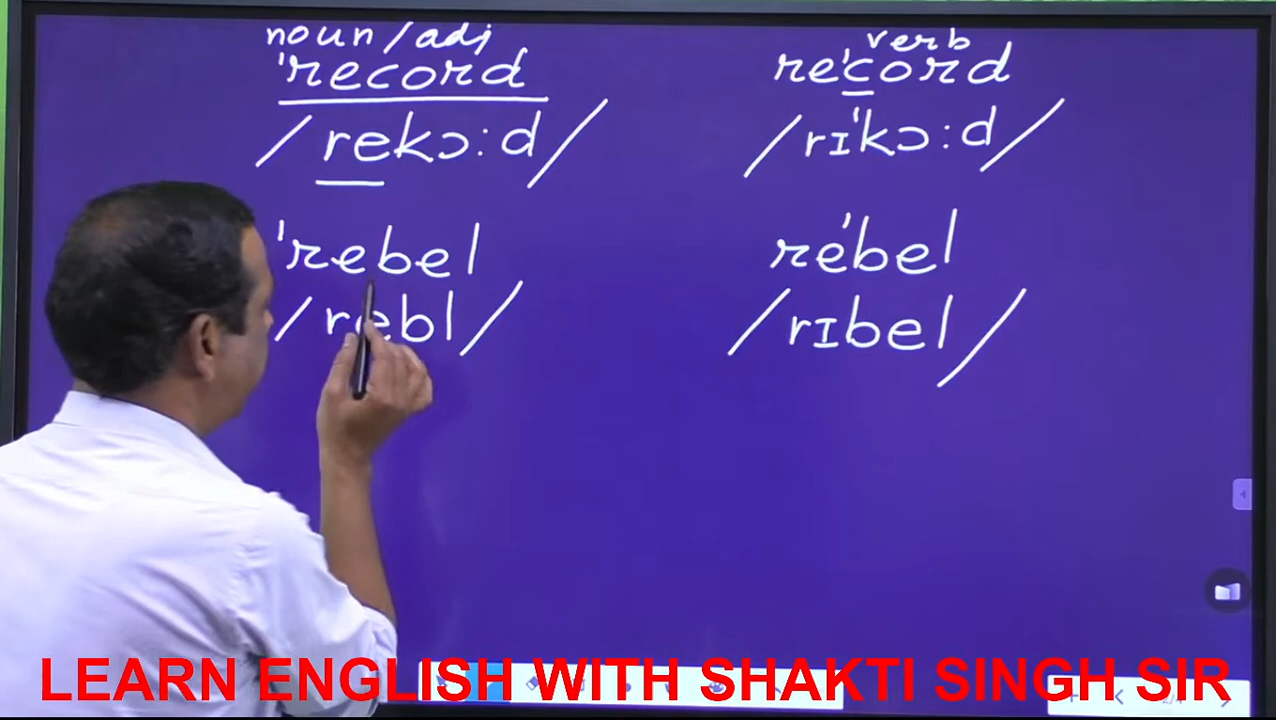 noun/adj
'record
/rekɔ:d/
'rebel
/rebl/
verb
re'cord
/rɪ'kɔ:d/
re'bel
/rɪbel/
LEARN ENGLISH WITH SHAKTI SINGH SIR